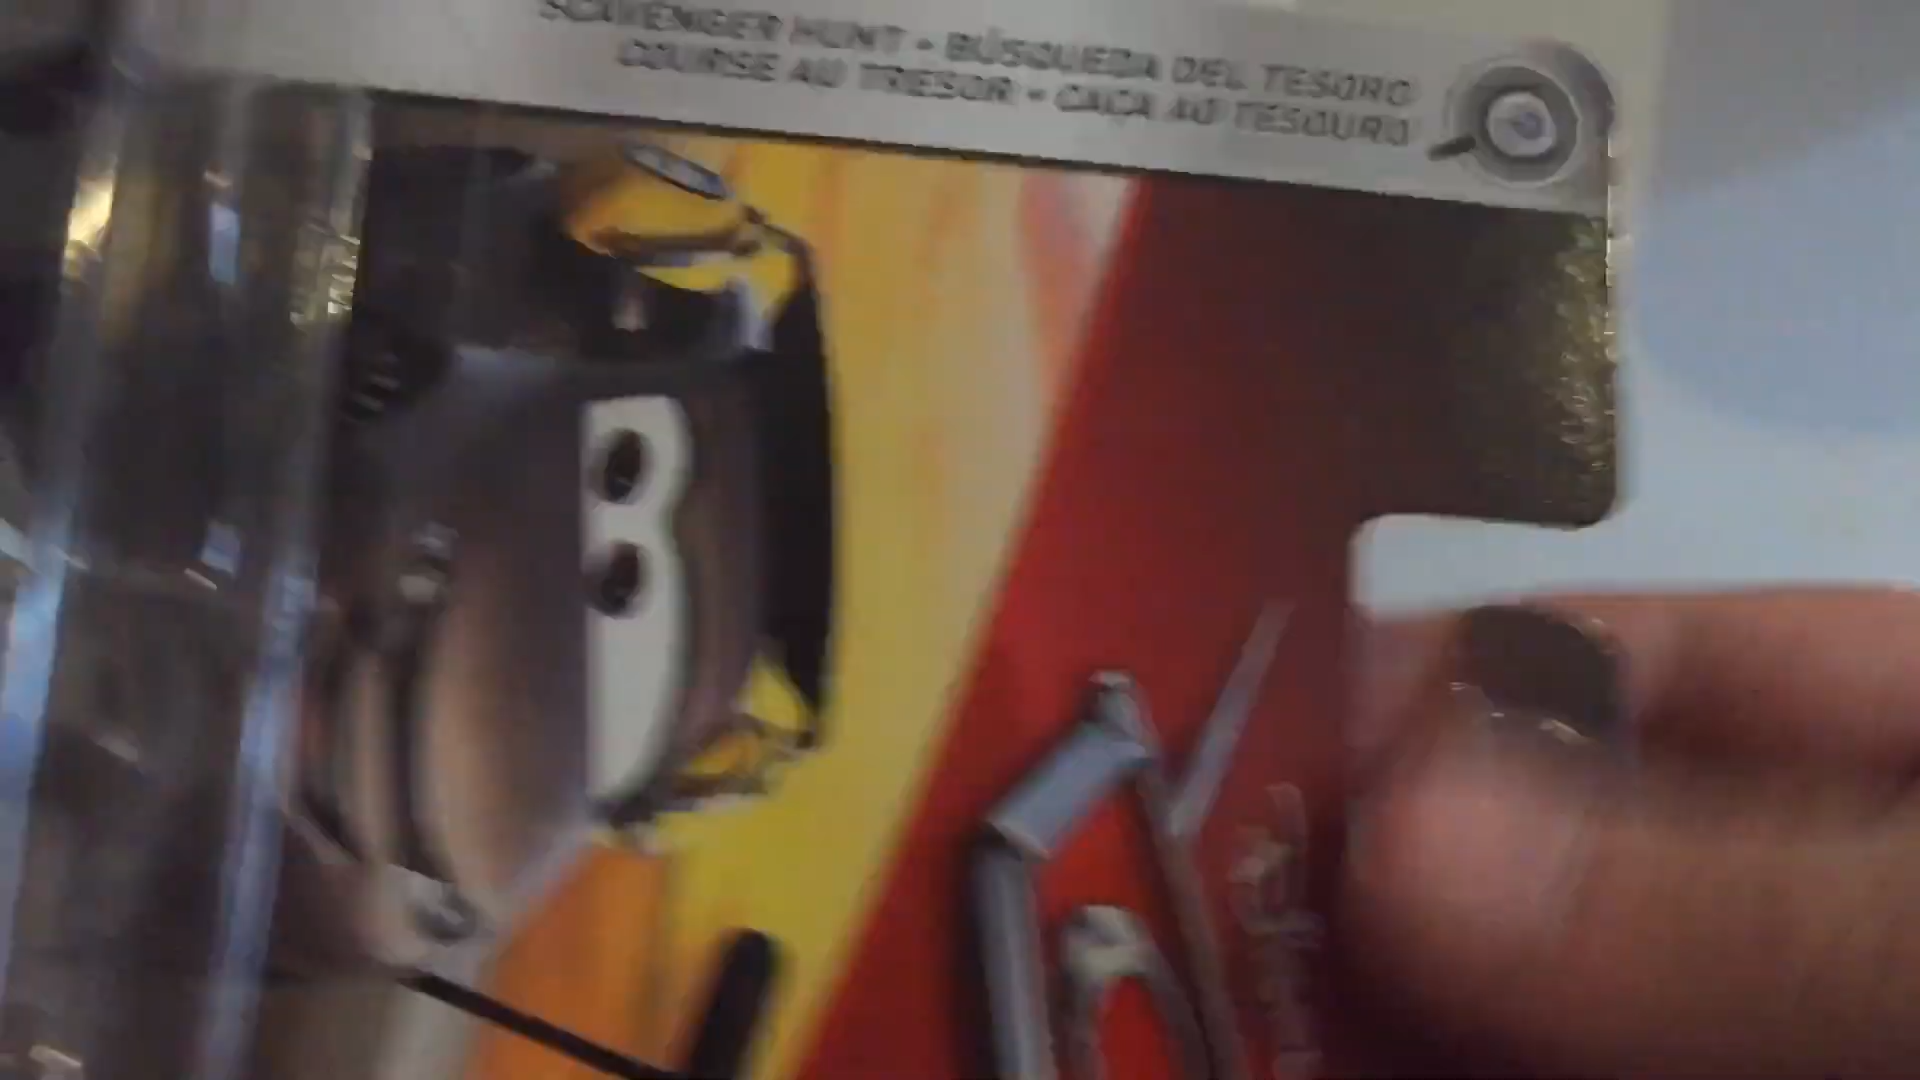 SCAVENGER HUNT • BÚSQUEDA DEL TESORO
COURSE AU TRESOR • CAÇA AO TESOURO